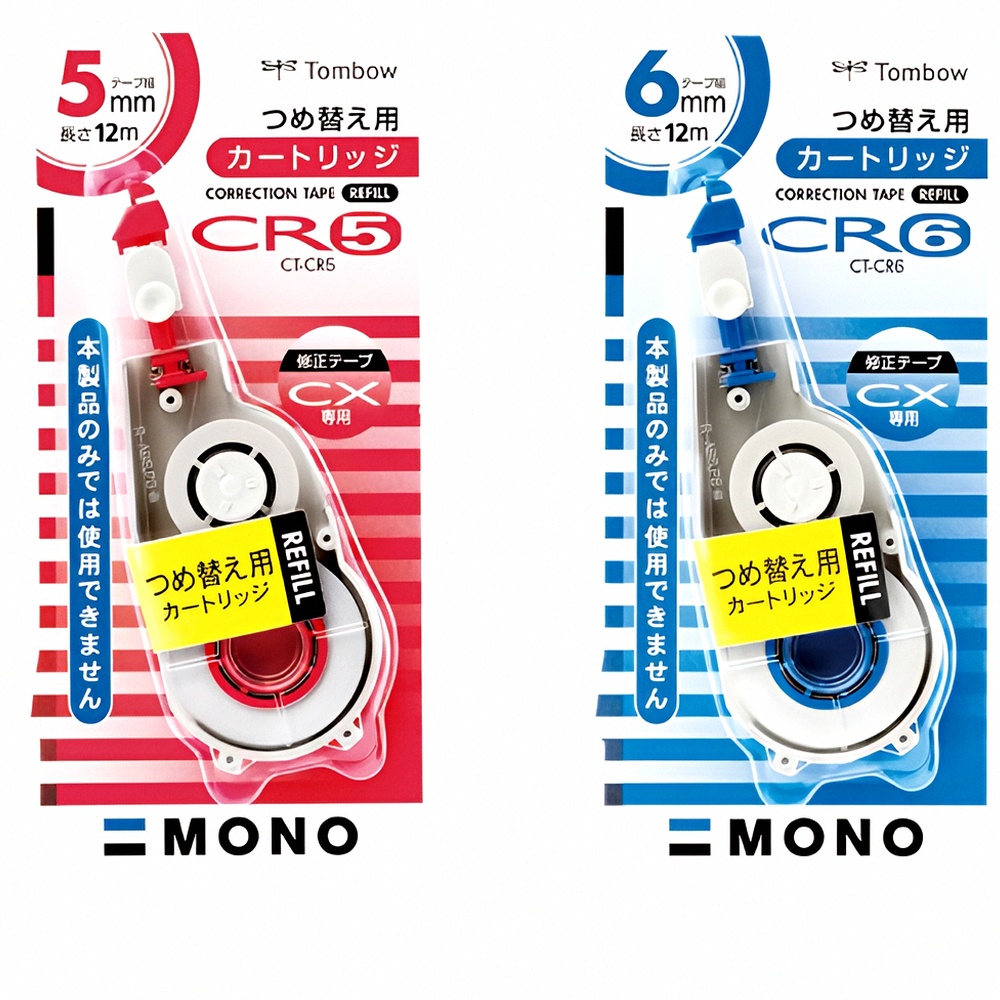 5 テープ幅 mm
長さ12m
Tombow
つめ替え用
カートリッジ
CORRECTION TAPE REFILL
CR5
CT-CR5
修正テープ
CX
専用
本製品のみでは使用できません
つめ替え用
カートリッジ
REFILL
MONO
6 テープ幅 mm
長さ12m
Tombow
つめ替え用
カートリッジ
CORRECTION TAPE REFILL
CR6
CT-CR6
修正テープ
CX
専用
本製品のみでは使用できません
つめ替え用
カートリッジ
REFILL
MONO